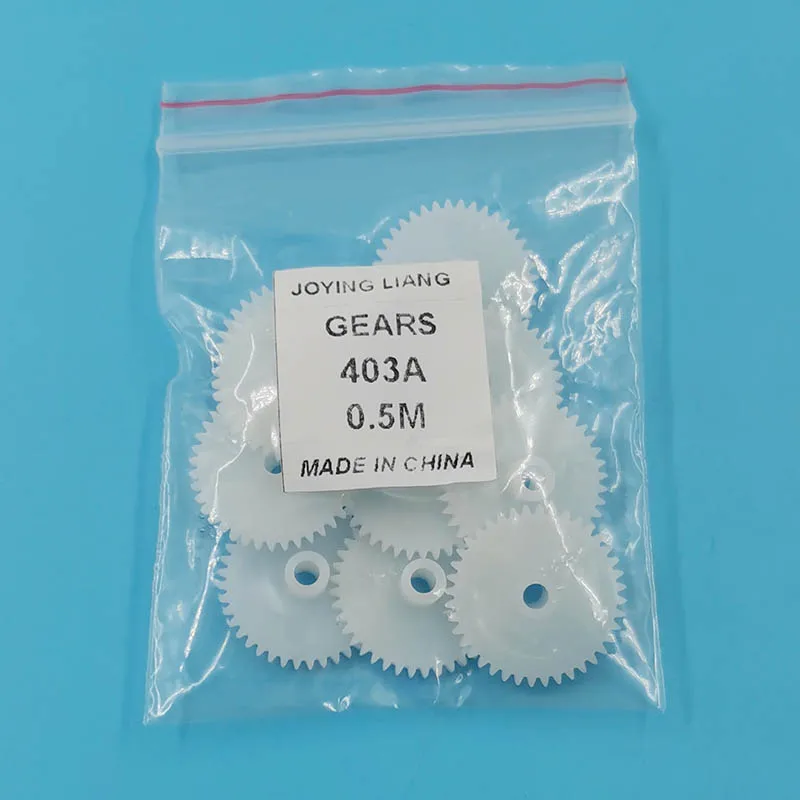 JOYING LIANG
GEARS
403A
0.5M
MADE IN CHINA